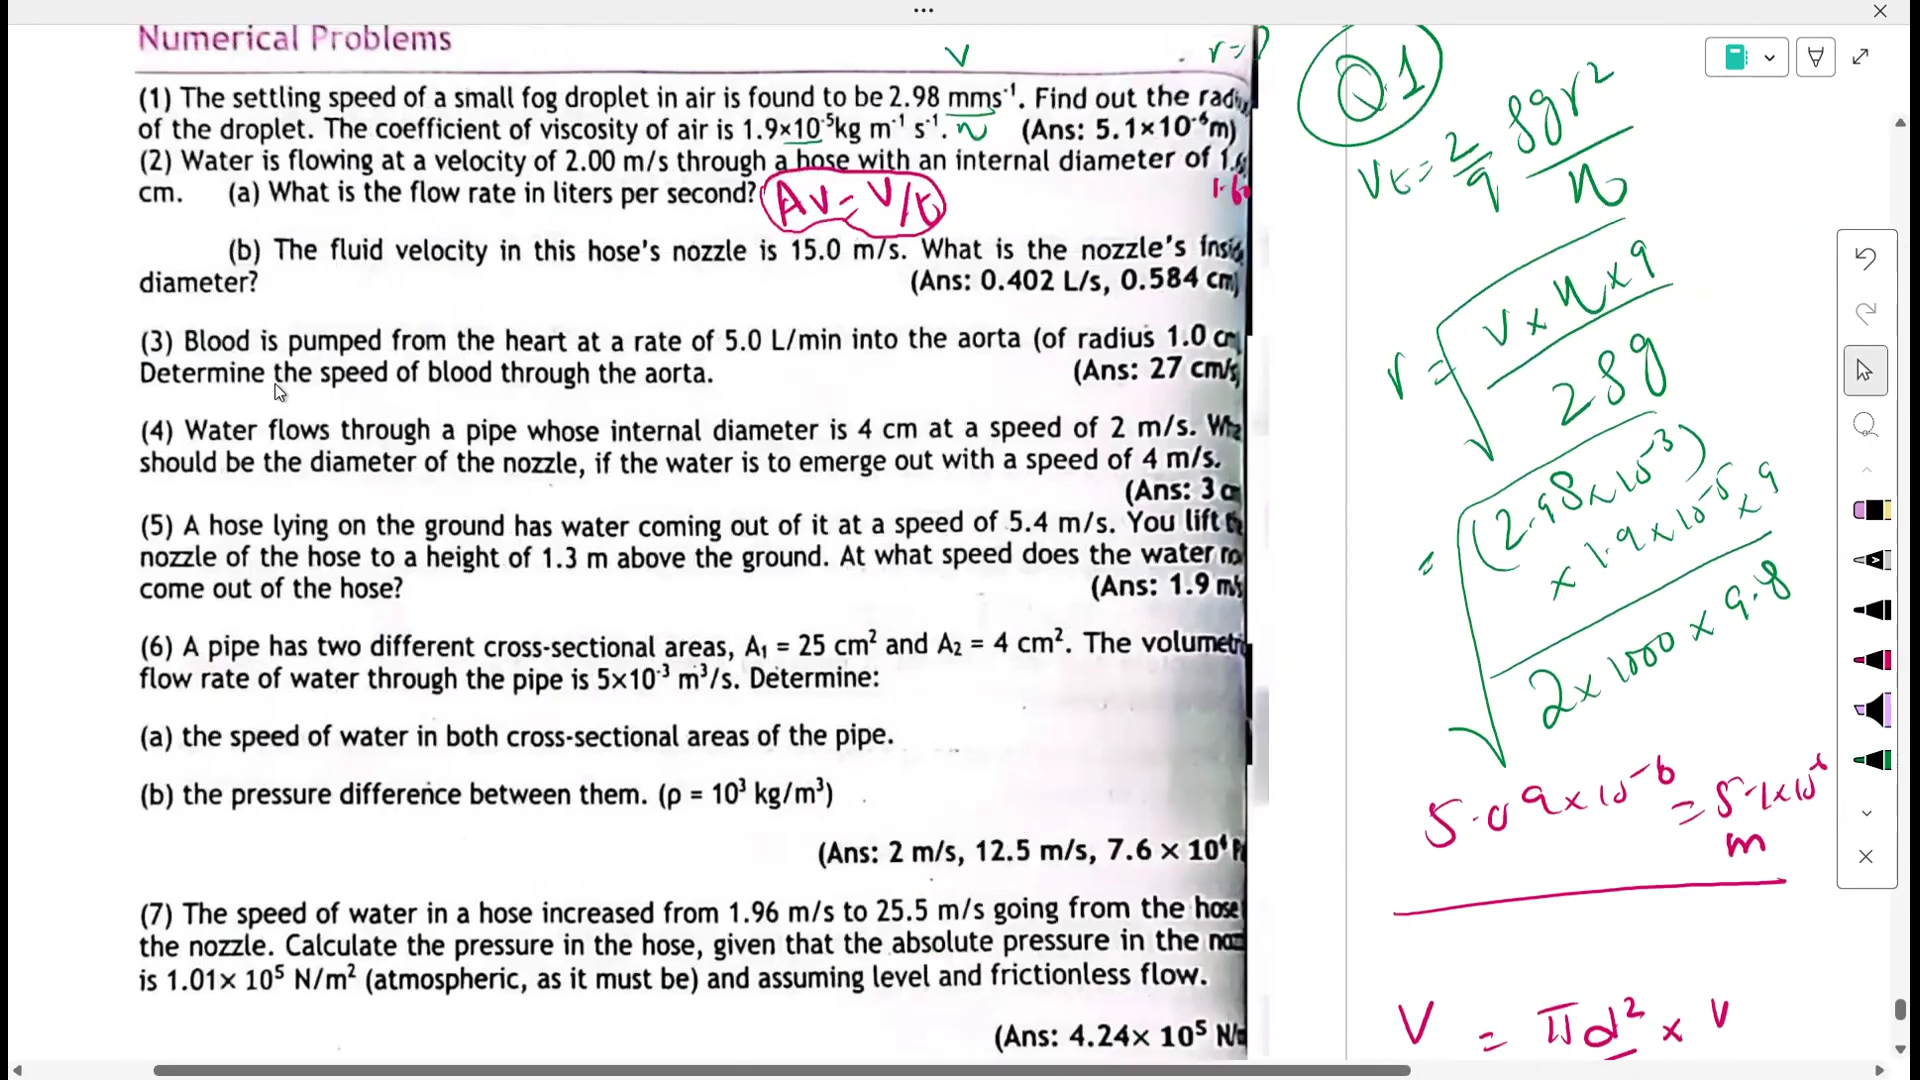 Numerical Problems
V
r=?
(1) The settling speed of a small fog droplet in air is found to be 2.98 mms⁻¹. Find out the
of the droplet. The coefficient of viscosity of air is 1.9×10⁻⁵kg m⁻¹ s⁻¹. η (Ans: 5.1×10⁻⁶m)
(2) Water is flowing at a velocity of 2.00 m/s through a hose with an internal diameter of
cm. (a) What is the flow rate in liters per second? AV = V/t
(b) The fluid velocity in this hose's nozzle is 15.0 m/s. What is the nozzle's
diameter? (Ans: 0.402 L/s, 0.584 cm)
(3) Blood is pumped from the heart at a rate of 5.0 L/min into the aorta (of radius 1.0
Determine the speed of blood through the aorta. (Ans: 27 cm/s
(4) Water flows through a pipe whose internal diameter is 4 cm at a speed of 2 m/s.
should be the diameter of the nozzle, if the water is to emerge out with a speed of 4 m/s.
(Ans: 3
(5) A hose lying on the ground has water coming out of it at a speed of 5.4 m/s. You lift
nozzle of the hose to a height of 1.3 m above the ground. At what speed does the water
come out of the hose? (Ans: 1.9
(6) A pipe has two different cross-sectional areas, A₁ = 25 cm² and A₂ = 4 cm². The
flow rate of water through the pipe is 5×10⁻³ m³/s. Determine:
(a) the speed of water in both cross-sectional areas of the pipe.
(b) the pressure difference between them. (ρ = 10³ kg/m³)
(Ans: 2 m/s, 12.5 m/s, 7.6 × 10⁴
(7) The speed of water in a hose increased from 1.96 m/s to 25.5 m/s going from the hose
the nozzle. Calculate the pressure in the hose, given that the absolute pressure in the
is 1.01× 10⁵ N/m² (atmospheric, as it must be) and assuming level and frictionless flow.
(Ans: 4.24× 10⁵
Q.1
Vt = 2/9 ρgr²/η
r = √(V×η×9 / 2ρg)
= √((2.98×10⁻³) × 1.9×10⁻⁵ × 9 / 2×1000×9.8)
5.09×10⁻⁶ = 5.1×10⁻⁶
m
V = πd² × V